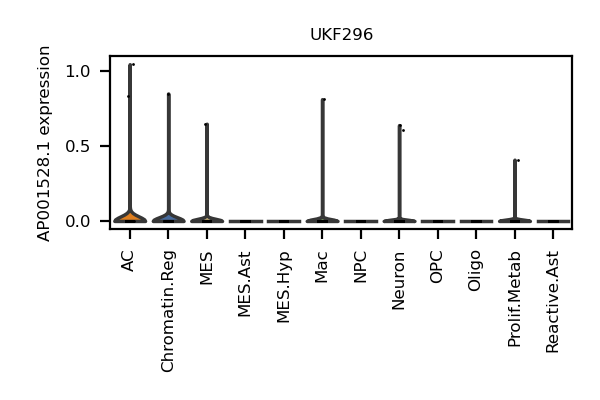 UKF296
AP001528.1 expression
1.0
0.5
0.0
AC
Chromatin.Reg
MES
MES.Ast
MES.Hyp
Mac
NPC
Neuron
OPC
Oligo
Prolif.Metab
Reactive.Ast